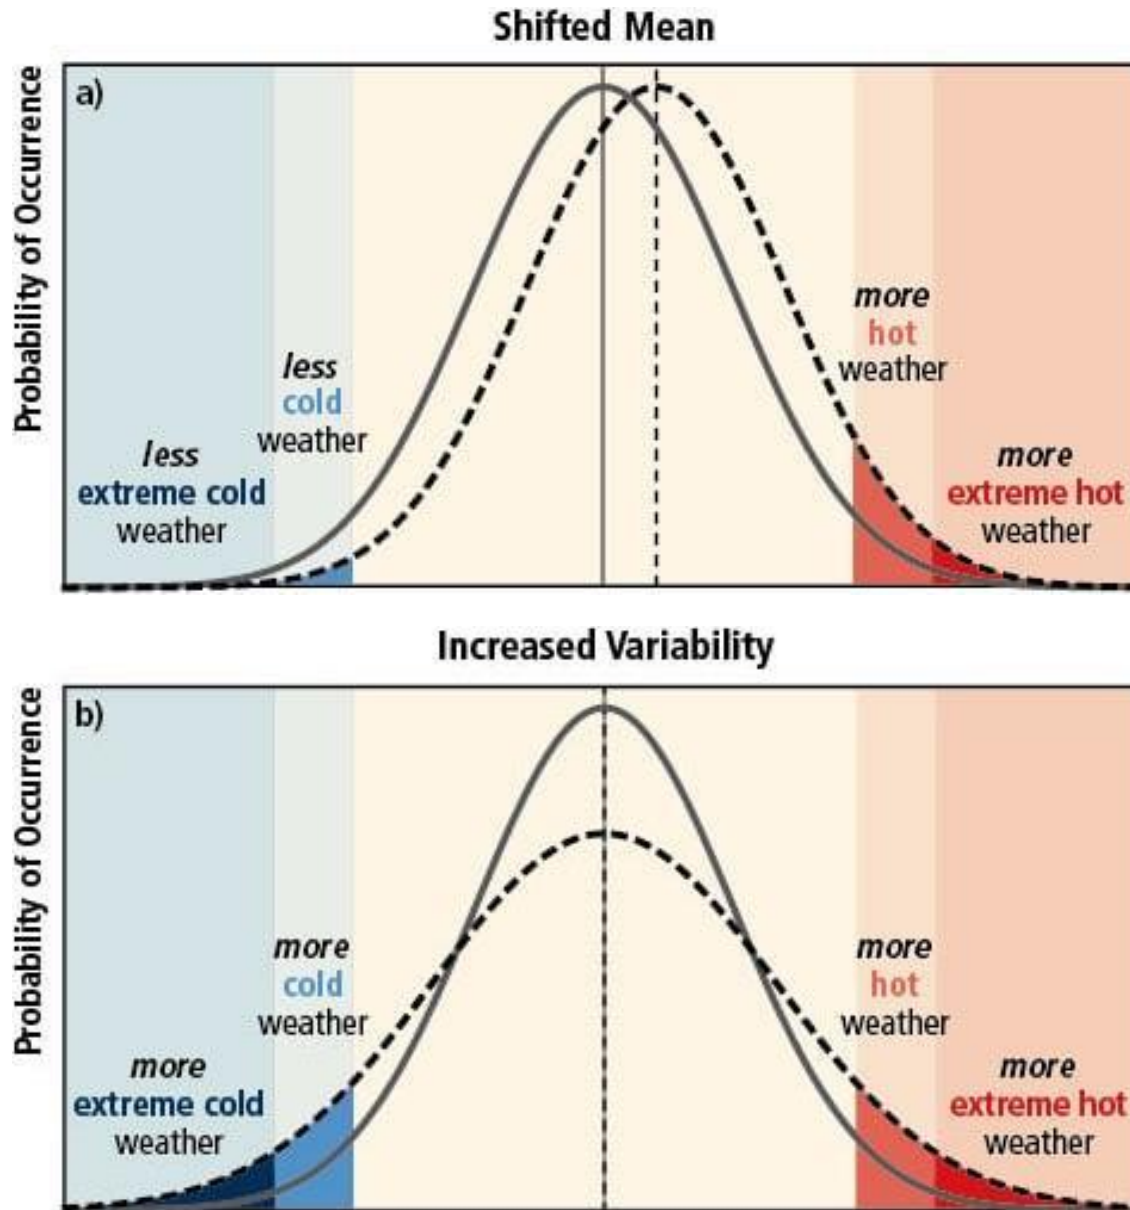 Shifted Mean
a)
Probability of Occurrence
less
extreme cold
weather
less
cold
weather
more
hot
weather
more
extreme hot
weather
Increased Variability
b)
Probability of Occurrence
more
extreme cold
weather
more
cold
weather
more
hot
weather
more
extreme hot
weather